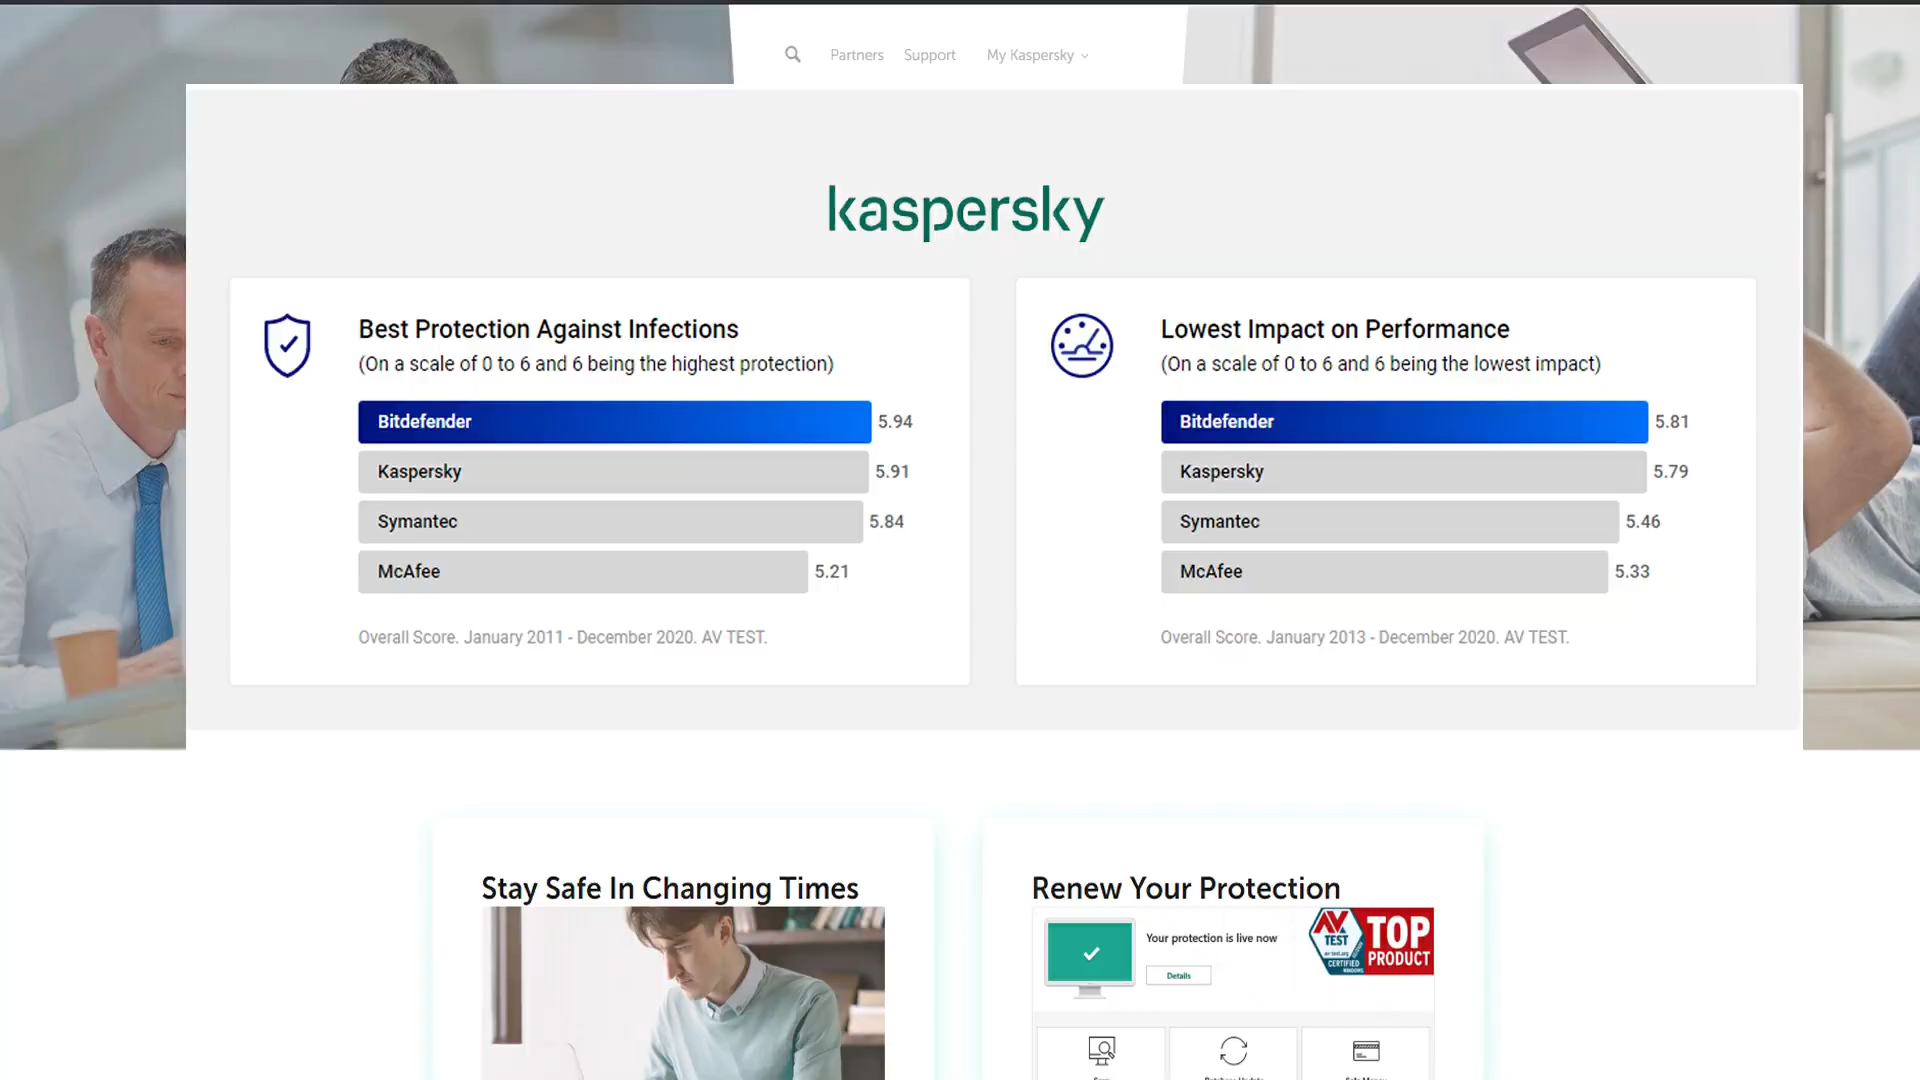 Partners Support My Kaspersky
kaspersky
Best Protection Against Infections
(On a scale of 0 to 6 and 6 being the highest protection)
Bitdefender 5.94
Kaspersky 5.91
Symantec 5.84
McAfee 5.21
Overall Score. January 2011 - December 2020. AV TEST.
Lowest Impact on Performance
(On a scale of 0 to 6 and 6 being the lowest impact)
Bitdefender 5.81
Kaspersky 5.79
Symantec 5.46
McAfee 5.33
Overall Score. January 2013 - December 2020. AV TEST.
Stay Safe In Changing Times
Renew Your Protection
Your protection is live now
Details
AV
TEST
CERTIFIED
WINDOWS
TOP
PRODUCT